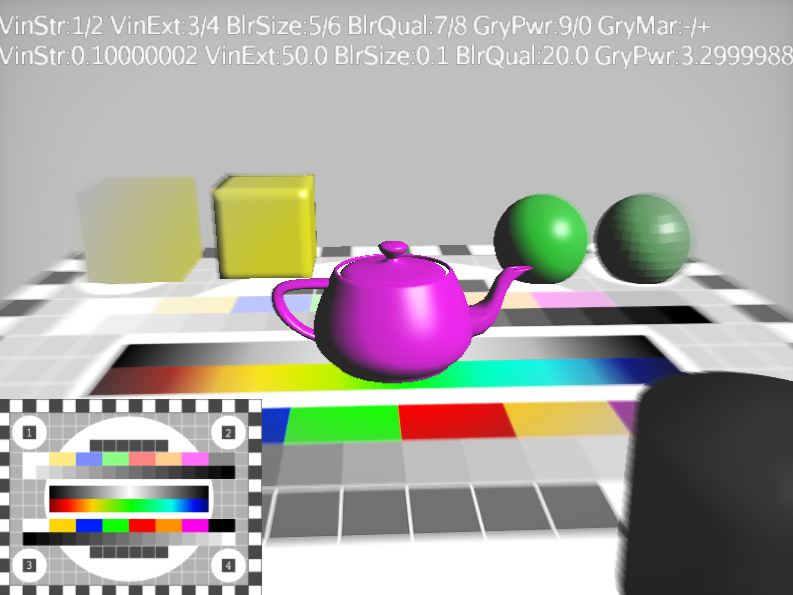 VinStr:1/2 VinExt:3/4 BlrSize:5/6 BlrQual:7/8 GryPwr:9/0 GryMar:-/+
VinStr:0.10000002 VinExt:50.0 BlrSize:0.1 BlrQual:20.0 GryPwr:3.2999988
1 2
3 4